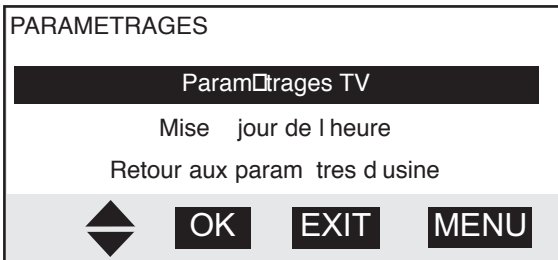 PARAMETRAGES
Param□trages TV
Mise jour de l heure
Retour aux param tres d usine
OK EXIT MENU